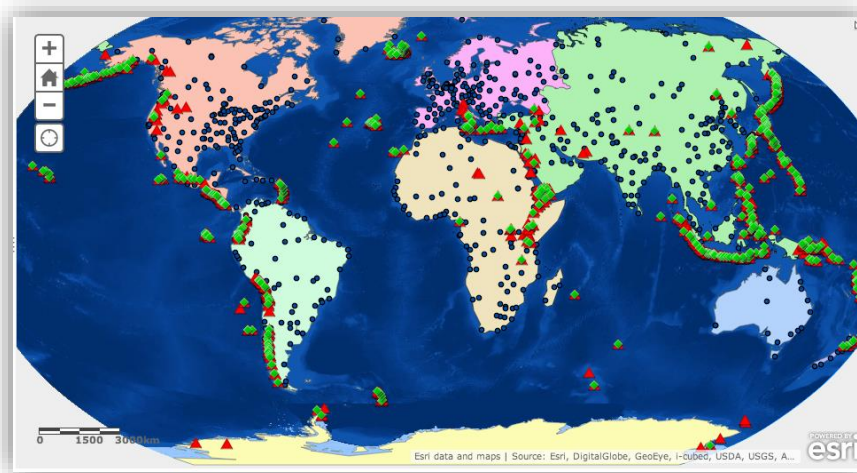 +
−
0 1500 3000km
Esri data and maps | Source: Esri, DigitalGlobe, GeoEye, i-cubed, USDA, USGS, A...
POWERED BY
esri